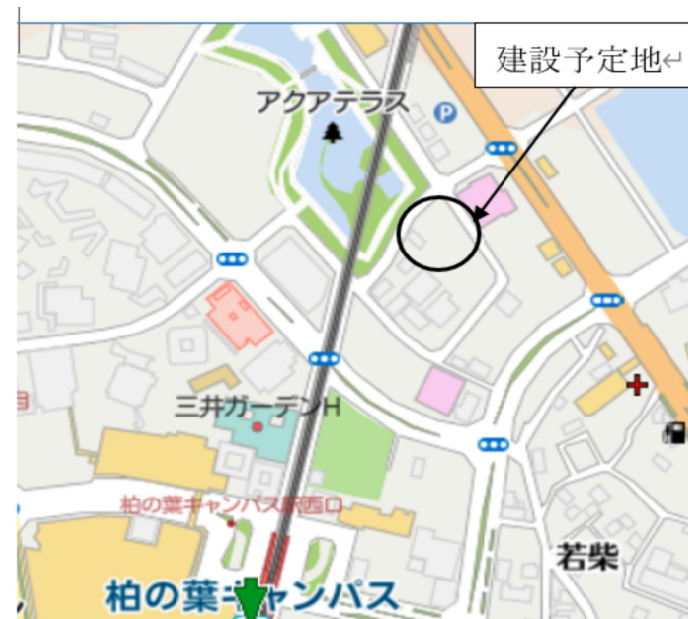 建設予定地↵
アクアテラス
P
三井ガーデンH
柏の葉キャンパス駅西口
若柴
柏の葉キャンパス